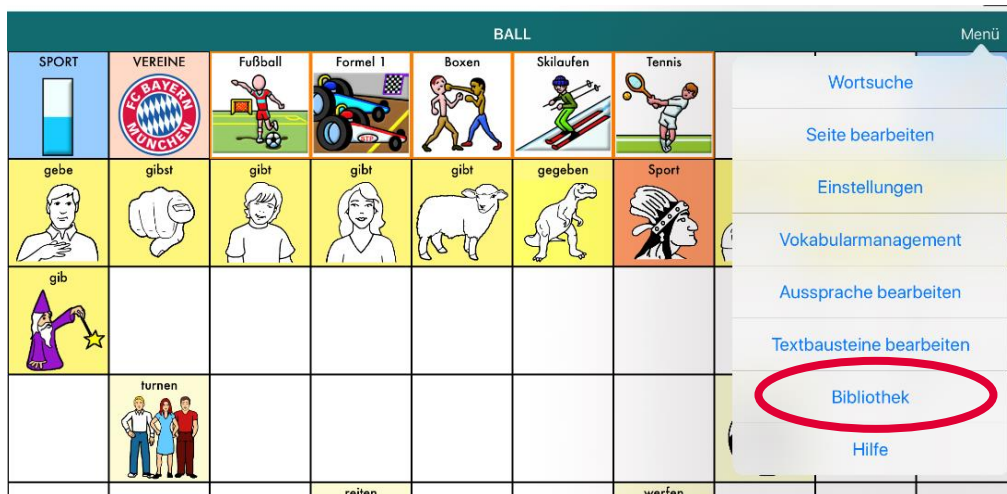 BALL
Menü
SPORT
VEREINE
Fußball
Formel 1
Boxen
Skilaufen
Tennis
FC BAYERN
MÜNCHEN
gebe
gibst
gibt
gibt
gibt
gegeben
Sport
gib
turnen
reiten
werfen
Wortsuche
Seite bearbeiten
Einstellungen
Vokabularmanagement
Aussprache bearbeiten
Textbausteine bearbeiten
Bibliothek
Hilfe